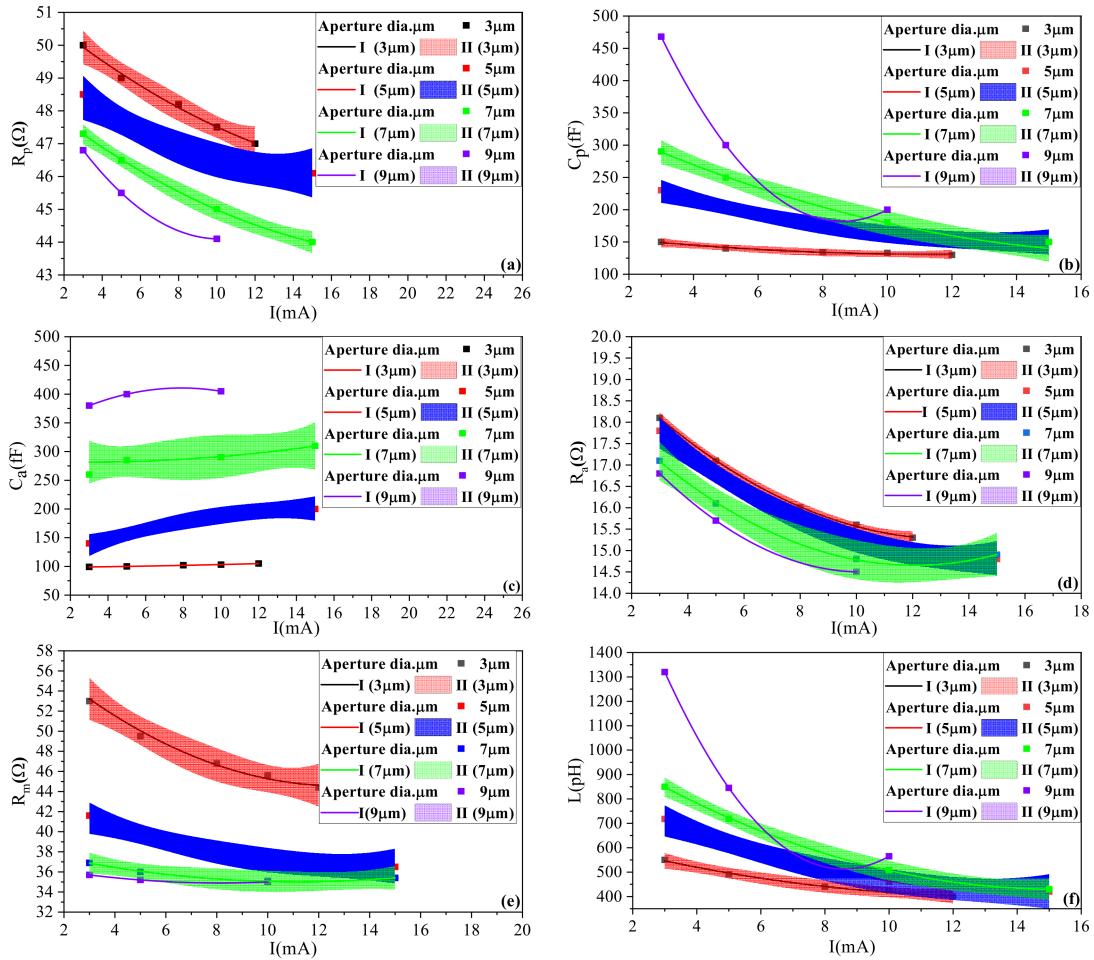 50
49
48
47
46
45
44
43
51
R_p(Ω)
2 4 6 8 10 12 14 16 18 20 22 24 26
I(mA)
Aperture dia.μm 3μm
I (3μm) II (3μm)
Aperture dia.μm 5μm
I (5μm) II (5μm)
Aperture dia.μm 7μm
I (7μm) II (7μm)
Aperture dia.μm 9μm
I (9μm) II (9μm)
(a)
500
450
400
350
300
250
200
150
100
C_p(fF)
2 4 6 8 10 12 14 16
I(mA)
Aperture dia.μm 3μm
I (3μm) II (3μm)
Aperture dia.μm 5μm
I (5μm) II (5μm)
Aperture dia.μm 7μm
I (7μm) II (7μm)
Aperture dia.μm 9μm
I (9μm) II (9μm)
(b)
500
450
400
350
300
250
200
150
100
50
C_a(fF)
2 4 6 8 10 12 14 16 18 20 22 24 26
I(mA)
Aperture dia.μm 3μm
I (3μm) II (3μm)
Aperture dia.μm 5μm
I (5μm) II (5μm)
Aperture dia.μm 7μm
I (7μm) II (7μm)
Aperture dia.μm 9μm
I (9μm) II (9μm)
(c)
20.0
19.5
19.0
18.5
18.0
17.5
17.0
16.5
16.0
15.5
15.0
14.5
14.0
R_a(Ω)
2 4 6 8 10 12 14 16 18
I(mA)
Aperture dia.μm 3μm
I (3μm) II (3μm)
Aperture dia.μm 5μm
I (5μm) II (5μm)
Aperture dia.μm 7μm
I (7μm) II (7μm)
Aperture dia.μm 9μm
I (9μm) II (9μm)
(d)
58
56
54
52
50
48
46
44
42
40
38
36
34
32
R_m(Ω)
2 4 6 8 10 12 14 16 18 20
I(mA)
Aperture dia.μm 3μm
I (3μm) II (3μm)
Aperture dia.μm 5μm
I (5μm) II (5μm)
Aperture dia.μm 7μm
I (7μm) II (7μm)
Aperture dia.μm 9μm
I(9μm) II (9μm)
(e)
1400
1300
1200
1100
1000
900
800
700
600
500
400
L(pH)
2 4 6 8 10 12 14 16
I(mA)
Aperture dia.μm 3μm
I (3μm) II (3μm)
Aperture dia.μm 5μm
I (5μm) II (5μm)
Aperture dia.μm 7μm
I (7μm) II (7μm)
Aperture dia.μm 9μm
I (9μm) II (9μm)
(f)